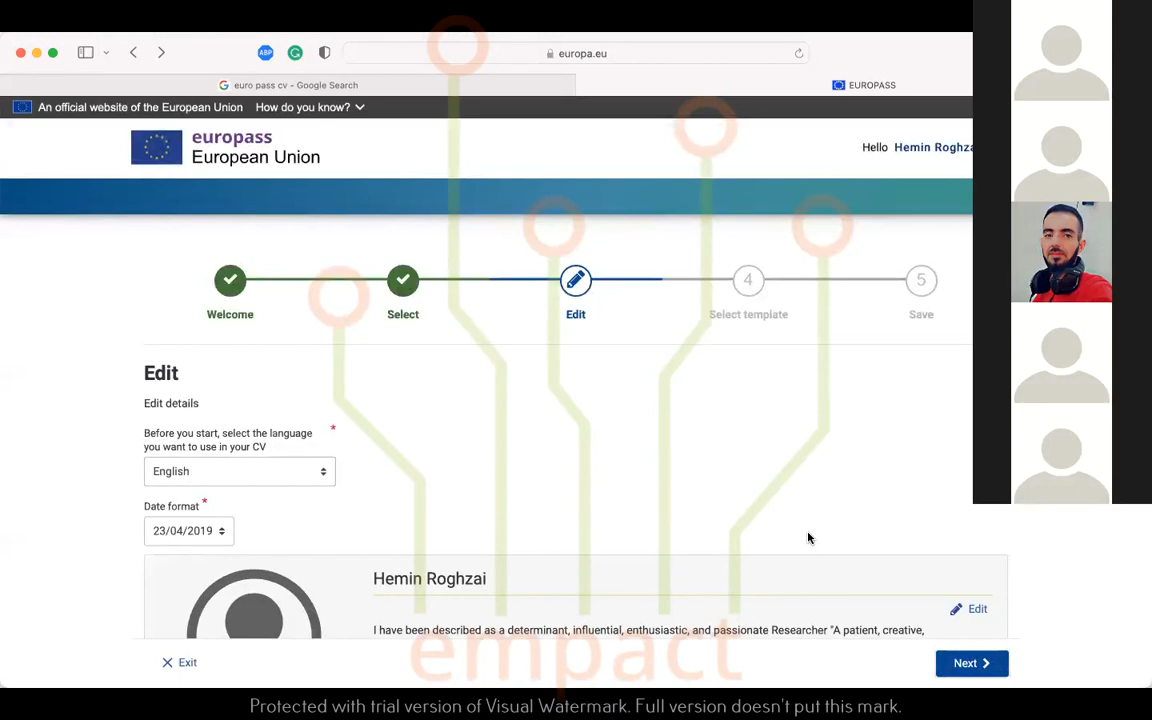 europa.eu
euro pass cv - Google Search
EUROPASS
An official website of the European Union How do you know?
europass
European Union
Hello Hemin Roghza
4
5
Welcome
Select
Edit
Select template
Save
Edit
Edit details
Before you start, select the language *
you want to use in your CV
English
Date format *
23/04/2019
Hemin Roghzai
Edit
I have been described as a determinant, influential, enthusiastic, and passionate Researcher "A patient, creative,
Exit
Next
empact
Protected with trial version of Visual Watermark. Full version doesn't put this mark.
ABP